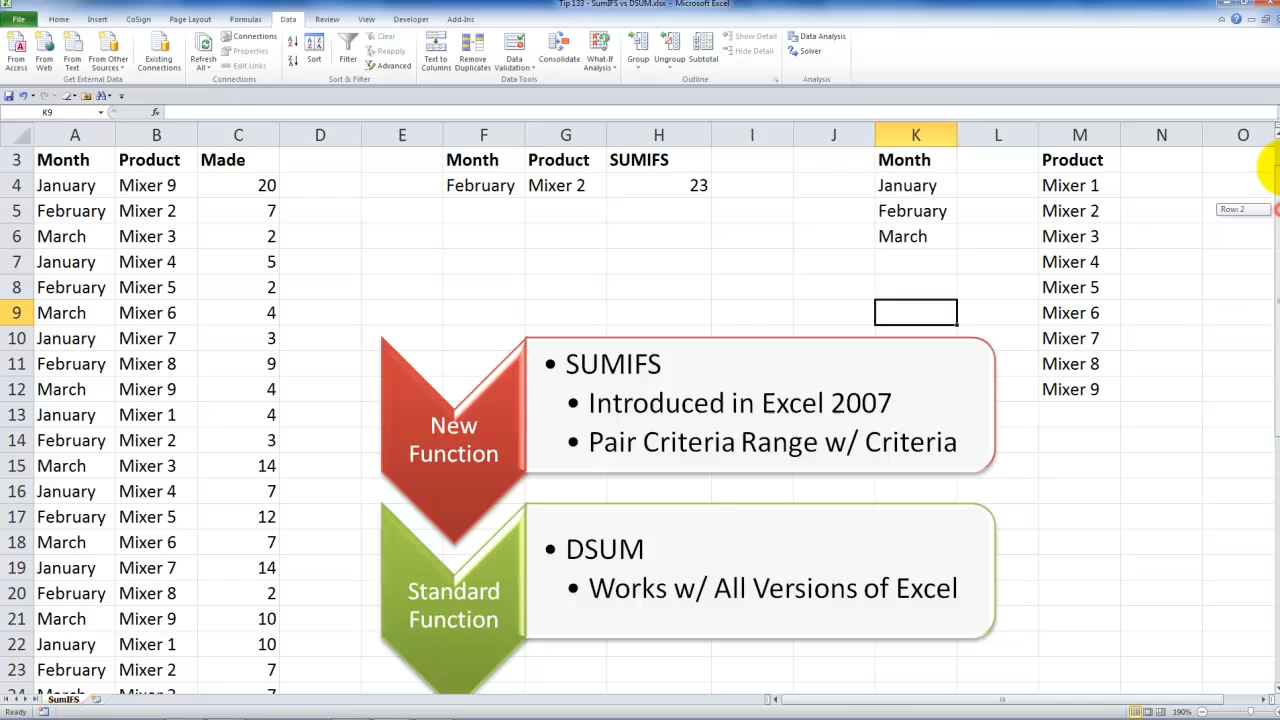 Tip 133 - SumIFS vs DSUM.xlsx - Microsoft Excel
File Home Insert CoSign Page Layout Formulas Data Review View Developer Add-Ins
From Access From Web From Text From Other Sources Existing Connections Refresh All Connections Properties Edit Links Sort Filter Clear Reapply Advanced Text to Columns Remove Duplicates Data Validation Consolidate What-If Analysis Group Ungroup Subtotal Show Detail Hide Detail Data Analysis Solver
Get External Data Connections Sort & Filter Data Tools Outline Analysis
K9 fx
A B C D E F G H I J K L M N O
3 Month Product Made Month Product SUMIFS Month Product
4 January Mixer 9 20 February Mixer 2 23 January Mixer 1
5 February Mixer 2 7 February Mixer 2 Row: 2
6 March Mixer 3 2 March Mixer 3
7 January Mixer 4 5 Mixer 4
8 February Mixer 5 2 Mixer 5
9 March Mixer 6 4 Mixer 6
10 January Mixer 7 3 Mixer 7
11 February Mixer 8 9 Mixer 8
12 March Mixer 9 4 Mixer 9
13 January Mixer 1 4
14 February Mixer 2 3
15 March Mixer 3 14
16 January Mixer 4 7
17 February Mixer 5 12
18 March Mixer 6 7
19 January Mixer 7 14
20 February Mixer 8 2
21 March Mixer 9 10
22 January Mixer 1 10
23 February Mixer 2 7
24 March Mixer 3 7
New Function
• SUMIFS
• Introduced in Excel 2007
• Pair Criteria Range w/ Criteria
Standard Function
• DSUM
• Works w/ All Versions of Excel
SumIFS
Ready 190%